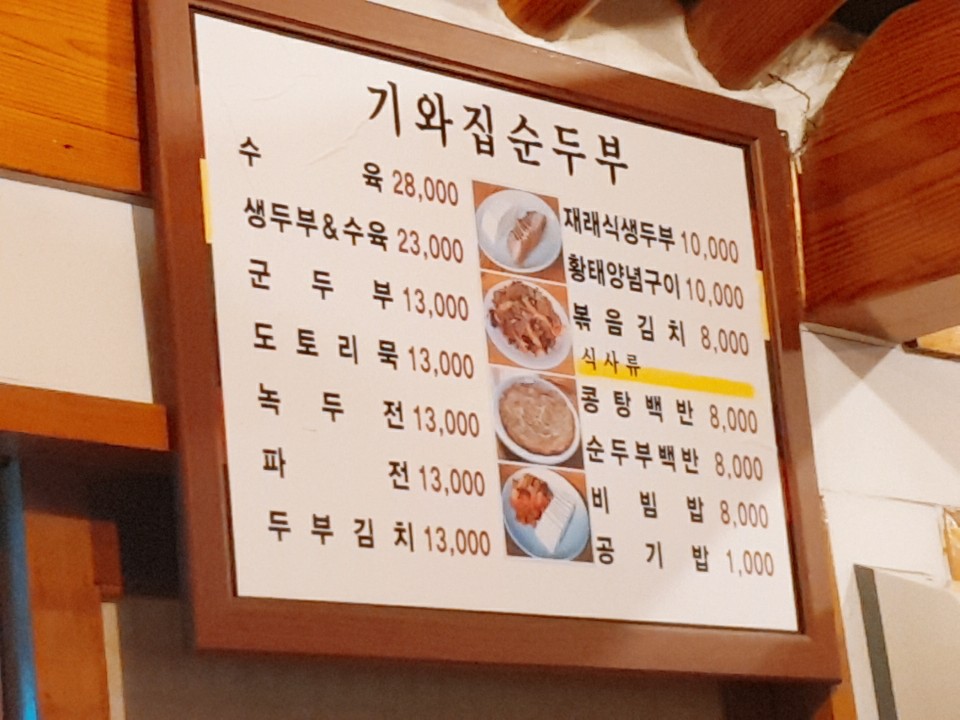 기와집순두부
수육 28,000
생두부&수육 23,000
군두부 13,000
도토리묵 13,000
녹두전 13,000
파전 13,000
두부김치 13,000
재래식생두부 10,000
황태양념구이 10,000
볶음김치 8,000
식사류
콩탕백반 8,000
순두부백반 8,000
비빔밥 8,000
공기밥 1,000